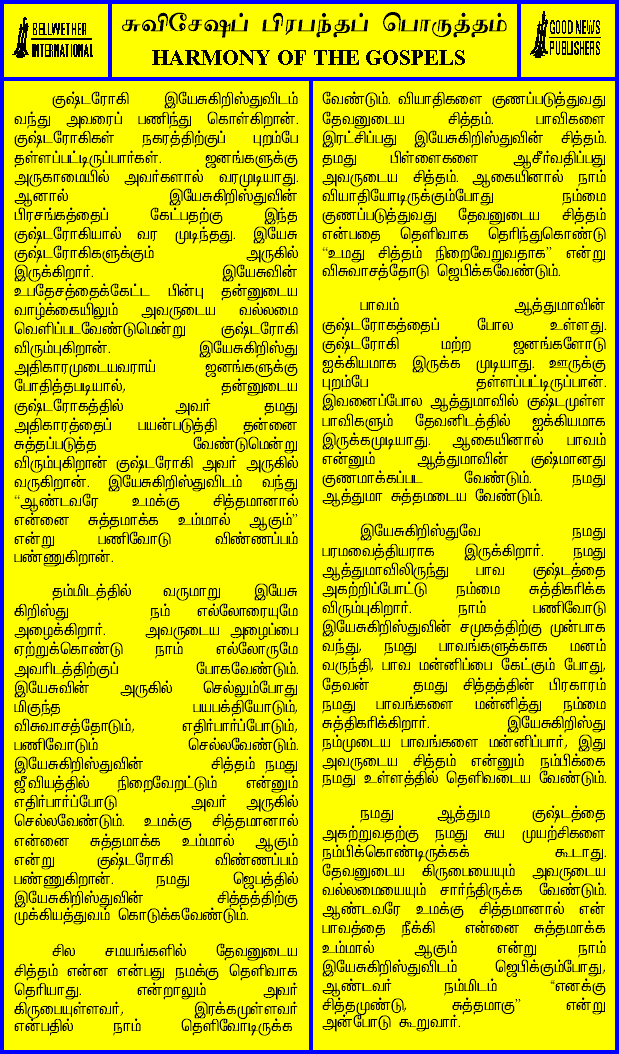 BELLWETHER
INTERNATIONAL
சுவிசேஷப் பிரபந்தப் பொருத்தம்
HARMONY OF THE GOSPELS
GOOD NEWS
PUBLISHERS
குஷ்டரோகி இயேசுகிறிஸ்துவிடம்
வந்து அவரைப் பணிந்து கொள்கிறான்.
குஷ்டரோகிகள் நகரத்திற்குப் புறம்பே
தள்ளப்பட்டிருப்பார்கள். ஜனங்களுக்கு
அருகாமையில் அவர்களால் வரமுடியாது.
ஆனால் இயேசுகிறிஸ்துவின்
பிரசங்கத்தைப் கேட்பதற்கு இந்த
குஷ்டரோகியால் வர முடிந்தது. இயேசு
குஷ்டரோகிகளுக்கும் அருகில்
இருக்கிறார். இயேசுவின்
உபதேசத்தைக்கேட்ட பின்பு தன்னுடைய
வாழ்க்கையிலும் அவருடைய வல்லமை
வெளிப்படவேண்டுமென்று குஷ்டரோகி
விரும்புகிறான். இயேசுகிறிஸ்து
அதிகாரமுடையவராய் ஜனங்களுக்கு
போதித்தபடியால், தன்னுடைய
குஷ்டரோகத்தில் அவர் தமது
அதிகாரத்தைப் பயன்படுத்தி தன்னை
சுத்தப்படுத்த வேண்டுமென்று
விரும்புகிறான் குஷ்டரோகி அவர் அருகில்
வருகிறான். இயேசுகிறிஸ்துவிடம் வந்து
“ஆண்டவரே உமக்கு சித்தமானால்
என்னை சுத்தமாக்க உம்மால் ஆகும்”
என்று பணிவோடு விண்ணப்பம்
பண்ணுகிறான்.
தம்மிடத்தில் வருமாறு இயேசு
கிறிஸ்து நம் எல்லோரையுமே
அழைக்கிறார். அவருடைய அழைப்பை
ஏற்றுக்கொண்டு நாம் எல்லோருமே
அவரிடத்திற்குப் போகவேண்டும்.
இயேசுவின் அருகில் செல்லும்போது
மிகுந்த பயபக்தியோடும்,
விசுவாசத்தோடும், எதிர்பார்ப்போடும்,
பணிவோடும் செல்லவேண்டும்.
இயேசுகிறிஸ்துவின் சித்தம் நமது
ஜீவியத்தில் நிறைவேறட்டும் என்னும்
எதிர்பார்ப்போடு அவர் அருகில்
செல்லவேண்டும். உமக்கு சித்தமானால்
என்னை சுத்தமாக்க உம்மால் ஆகும்
என்று குஷ்டரோகி விண்ணப்பம்
பண்ணுகிறான். நமது ஜெபத்தில்
இயேசுகிறிஸ்துவின் சித்தத்திற்கு
முக்கியத்துவம் கொடுக்கவேண்டும்.
சில சமயங்களில் தேவனுடைய
சித்தம் என்ன என்பது நமக்கு தெளிவாக
தெரியாது. என்றாலும் அவர்
கிருபையுள்ளவர், இரக்கமுள்ளவர்
என்பதில் நாம் தெளிவோடிருக்க
வேண்டும். வியாதிகளை குணப்படுத்துவது
தேவனுடைய சித்தம். பாவிகளை
இரட்சிப்பது இயேசுகிறிஸ்துவின் சித்தம்.
தமது பிள்ளைகளை ஆசீர்வதிப்பது
அவருடைய சித்தம். ஆகையினால் நாம்
வியாதியோடிருக்கும்போது நம்மை
குணப்படுத்துவது தேவனுடைய சித்தம்
என்பதை தெளிவாக தெரிந்துகொண்டு
“உமது சித்தம் நிறைவேறுவதாக” என்று
விசுவாசத்தோடு ஜெபிக்கவேண்டும்.
பாவம் ஆத்துமாவின்
குஷ்டரோகத்தைப் போல உள்ளது.
குஷ்டரோகி மற்ற ஜனங்களோடு
ஐக்கியமாக இருக்க முடியாது. ஊருக்கு
புறம்பே தள்ளப்பட்டிருப்பான்.
இவனைப்போல ஆத்துமாவில் குஷ்டமுள்ள
பாவிகளும் தேவனிடத்தில் ஐக்கியமாக
இருக்கமுடியாது. ஆகையினால் பாவம்
என்னும் ஆத்துமாவின் குஷ்மானது
குணமாக்கப்பட வேண்டும். நமது
ஆத்துமா சுத்தமடைய வேண்டும்.
இயேசுகிறிஸ்துவே நமது
பரமவைத்தியராக இருக்கிறார். நமது
ஆத்துமாவிலிருந்து பாவ குஷ்டத்தை
அகற்றிப்போட்டு நம்மை சுத்திகரிக்க
விரும்புகிறார். நாம் பணிவோடு
இயேசுகிறிஸ்துவின் சமுகத்திற்கு முன்பாக
வந்து, நமது பாவங்களுக்காக மனம்
வருந்தி, பாவ மன்னிப்பை கேட்கும் போது,
தேவன் தமது சித்தத்தின் பிரகாரம்
நமது பாவங்களை மன்னித்து நம்மை
சுத்திகரிக்கிறார். இயேசுகிறிஸ்து
நம்முடைய பாவங்களை மன்னிப்பார், இது
அவருடைய சித்தம் என்னும் நம்பிக்கை
நமது உள்ளத்தில் தெளிவடைய வேண்டும்.
நமது ஆத்தும குஷ்டத்தை
அகற்றுவதற்கு நமது சுய முயற்சிகளை
நம்பிக்கொண்டிருக்கக் கூடாது.
தேவனுடைய கிருபையையும் அவருடைய
வல்லமையையும் சார்ந்திருக்க வேண்டும்.
ஆண்டவரே உமக்கு சித்தமானால் என்
பாவத்தை நீக்கி என்னை சுத்தமாக்க
உம்மால் ஆகும் என்று நாம்
இயேசுகிறிஸ்துவிடம் ஜெபிக்கும்போது,
ஆண்டவர் நம்மிடம் “எனக்கு
சித்தமுண்டு, சுத்தமாகு” என்று
அன்போடு கூறுவார்.